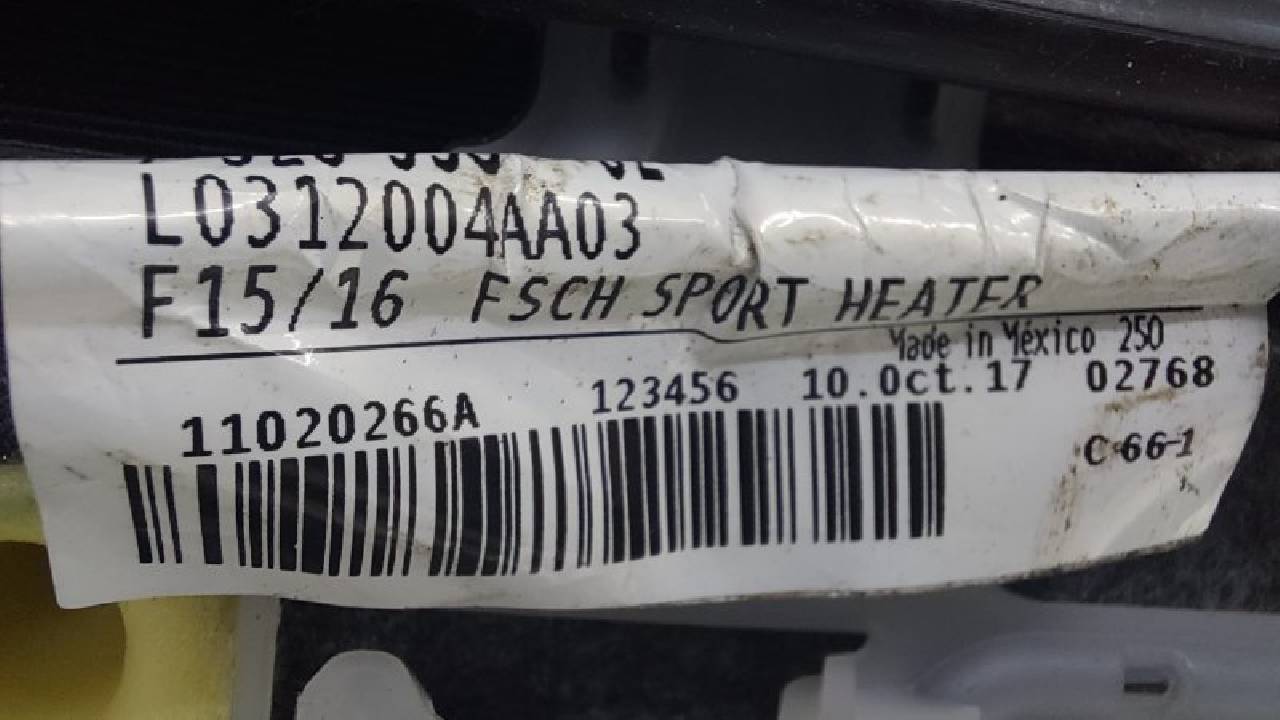 L0312004AA03
F15/16 FSCH SPORT HEATER
Made in México 250
11020266A 123456 10.Oct.17 02768
C-66-1